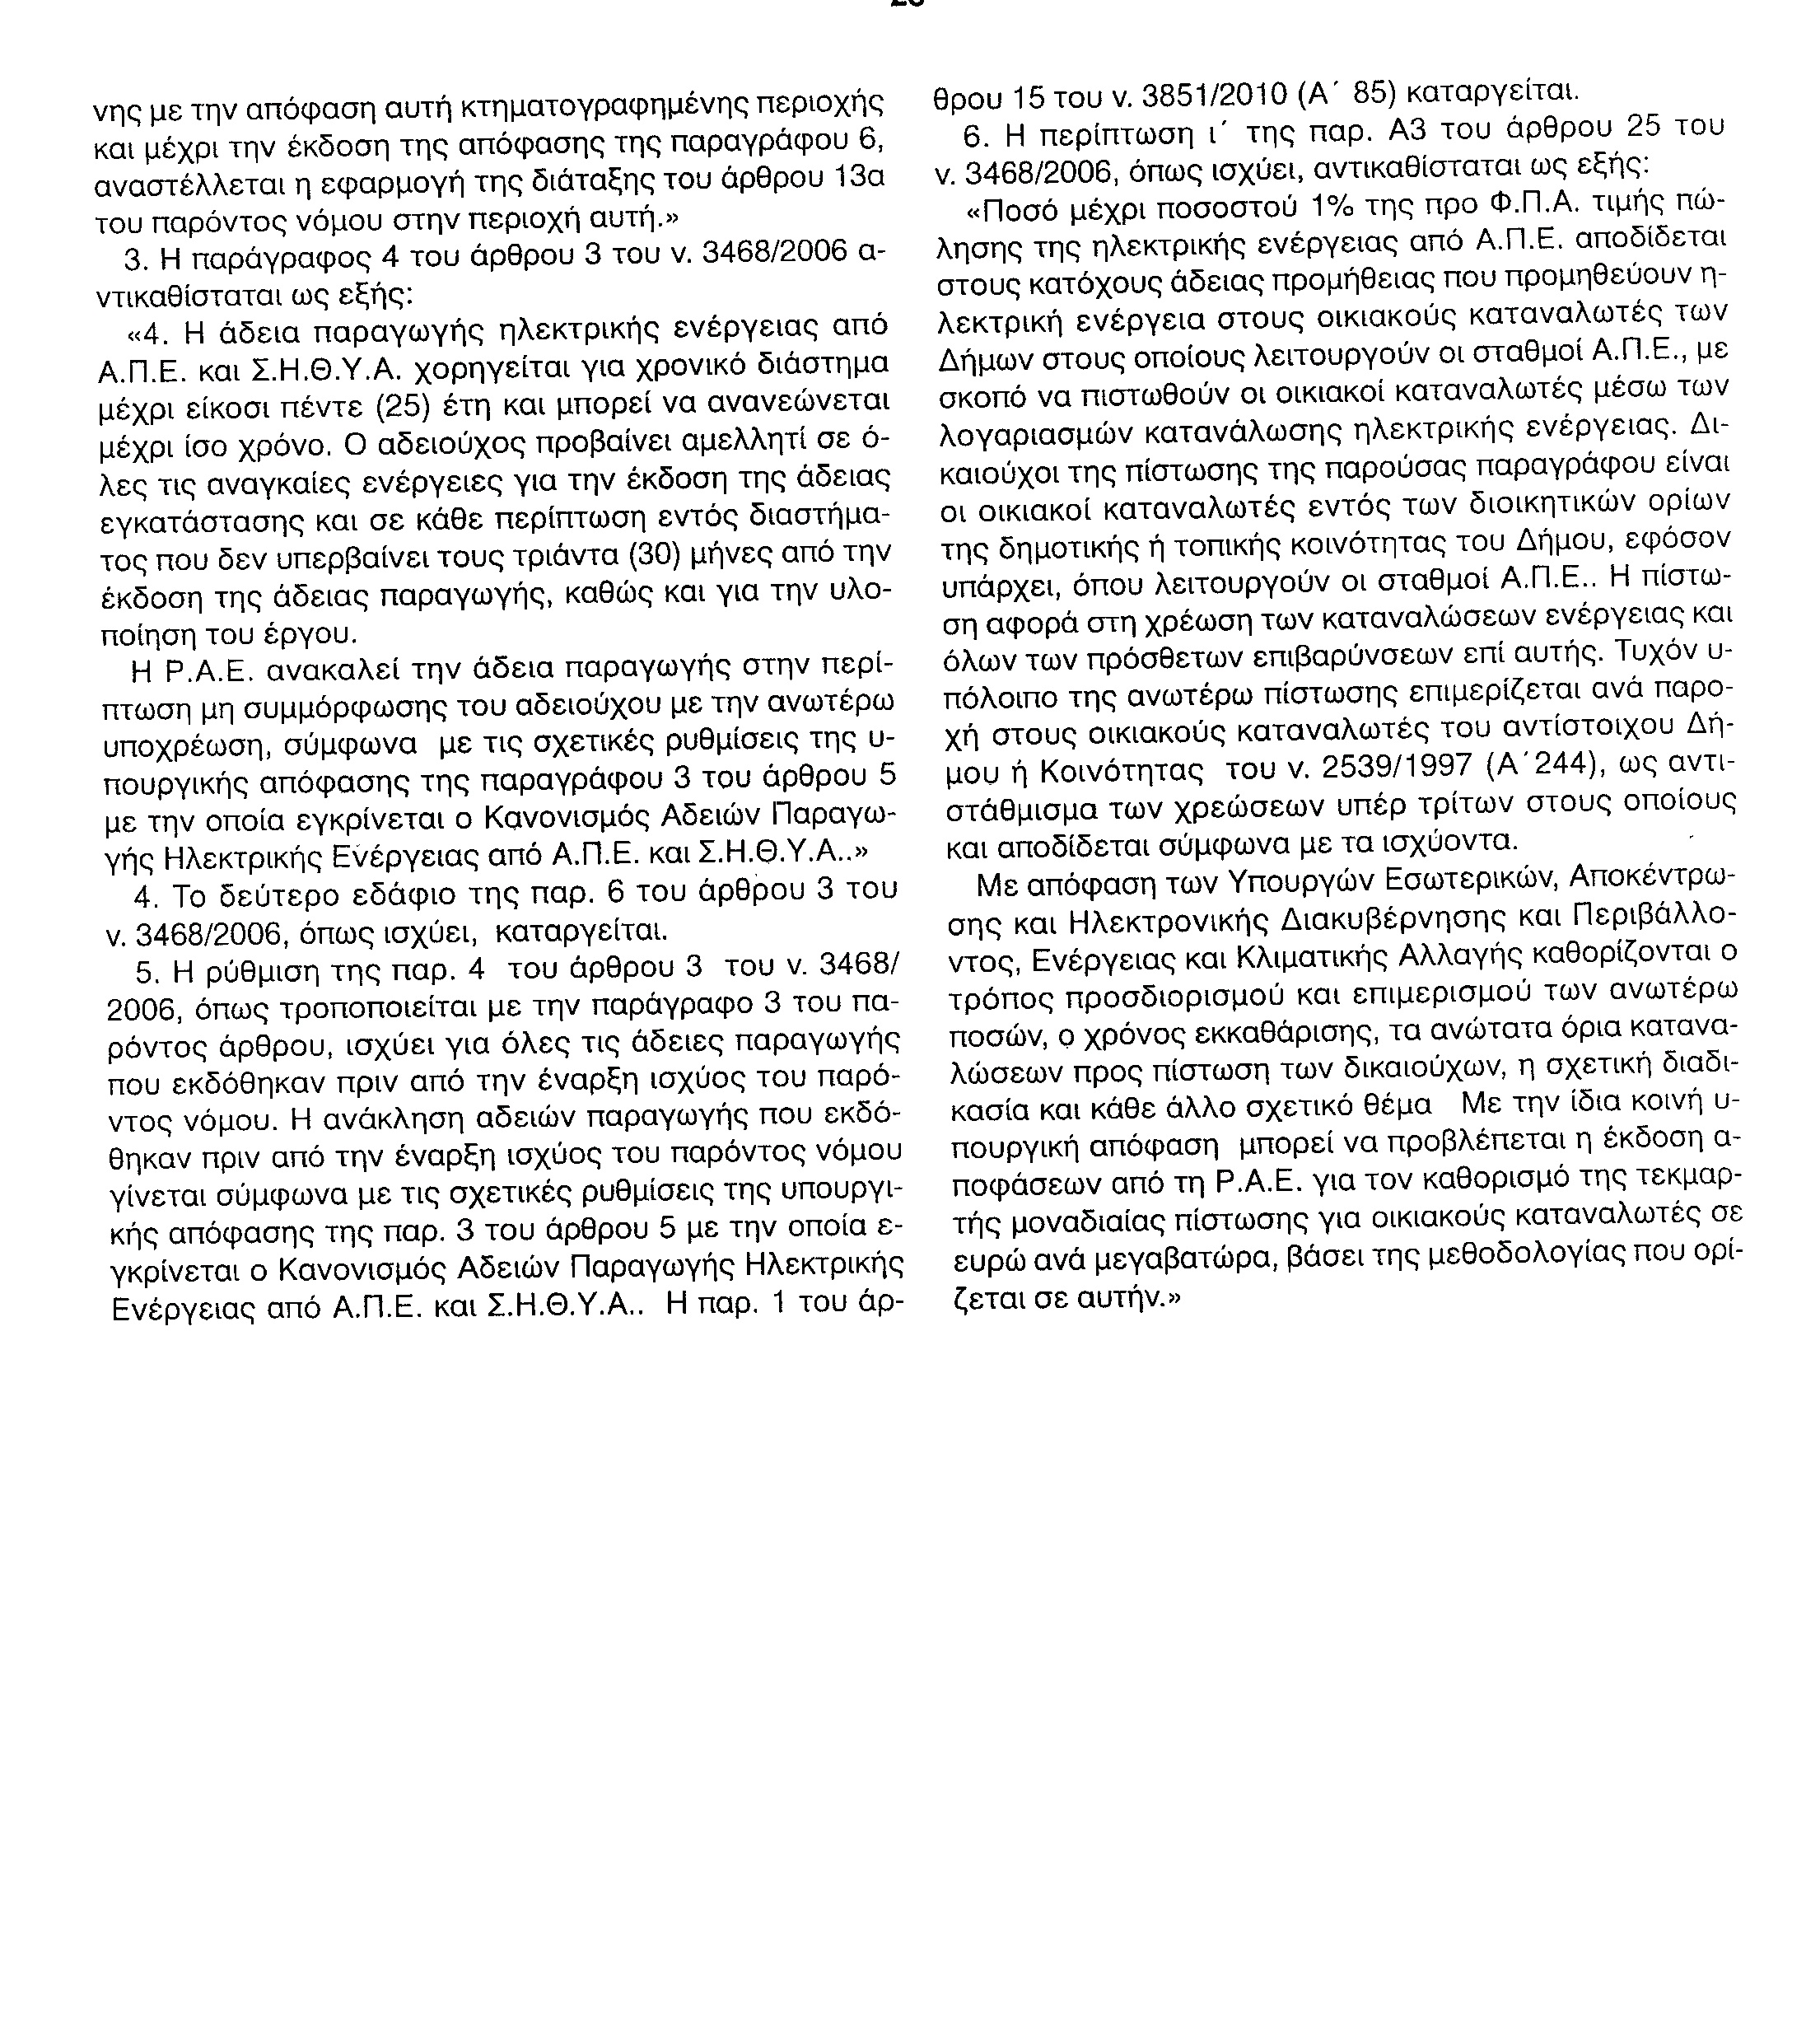 νης με την απόφαση αυτή κτηματογραφημένης περιοχής
και μέχρι την έκδοση της απόφασης της παραγράφου 6,
αναστέλλεται η εφαρμογή της διάταξης του άρθρου 13α
του παρόντος νόμου στην περιοχή αυτή.»
3. Η παράγραφος 4 του άρθρου 3 του ν. 3468/2006 α-
ντικαθίσταται ως εξής:
«4. Η άδεια παραγωγής ηλεκτρικής ενέργειας από
Α.Π.Ε. και Σ.Η.Θ.Υ.Α. χορηγείται για χρονικό διάστημα
μέχρι είκοσι πέντε (25) έτη και μπορεί να ανανεώνεται
μέχρι ίσο χρόνο. Ο αδειούχος προβαίνει αμελλητί σε ό-
λες τις αναγκαίες ενέργειες για την έκδοση της άδειας
εγκατάστασης και σε κάθε περίπτωση εντός διαστήμα-
τος που δεν υπερβαίνει τους τριάντα (30) μήνες από την
έκδοση της άδειας παραγωγής, καθώς και για την υλο-
ποίηση του έργου.
Η Ρ.Α.Ε. ανακαλεί την άδεια παραγωγής στην περί-
πτωση μη συμμόρφωσης του αδειούχου με την ανωτέρω
υποχρέωση, σύμφωνα με τις σχετικές ρυθμίσεις της υ-
πουργικής απόφασης της παραγράφου 3 του άρθρου 5
με την οποία εγκρίνεται ο Κανονισμός Αδειών Παραγω-
γής Ηλεκτρικής Ενέργειας από Α.Π.Ε. και Σ.Η.Θ.Υ.Α..»
4. Το δεύτερο εδάφιο της παρ. 6 του άρθρου 3 του
ν. 3468/2006, όπως ισχύει, καταργείται.
5. Η ρύθμιση της παρ. 4 του άρθρου 3 του ν. 3468/
2006, όπως τροποποιείται με την παράγραφο 3 του πα-
ρόντος άρθρου, ισχύει για όλες τις άδειες παραγωγής
που εκδόθηκαν πριν από την έναρξη ισχύος του παρό-
ντος νόμου. Η ανάκληση αδειών παραγωγής που εκδό-
θηκαν πριν από την έναρξη ισχύος του παρόντος νόμου
γίνεται σύμφωνα με τις σχετικές ρυθμίσεις της υπουργι-
κής απόφασης της παρ. 3 του άρθρου 5 με την οποία ε-
γκρίνεται ο Κανονισμός Αδειών Παραγωγής Ηλεκτρικής
Ενέργειας από Α.Π.Ε. και Σ.Η.Θ.Υ.Α.. Η παρ. 1 του άρ-
θρου 15 του ν. 3851/2010 (Α΄ 85) καταργείται.
6. Η περίπτωση ι΄ της παρ. Α3 του άρθρου 25 του
ν. 3468/2006, όπως ισχύει, αντικαθίσταται ως εξής:
«Ποσό μέχρι ποσοστού 1% της προ Φ.Π.Α. τιμής πώ-
λησης της ηλεκτρικής ενέργειας από Α.Π.Ε. αποδίδεται
στους κατόχους άδειας προμήθειας που προμηθεύουν η-
λεκτρική ενέργεια στους οικιακούς καταναλωτές των
Δήμων στους οποίους λειτουργούν οι σταθμοί Α.Π.Ε., με
σκοπό να πιστωθούν οι οικιακοί καταναλωτές μέσω των
λογαριασμών κατανάλωσης ηλεκτρικής ενέργειας. Δι-
καιούχοι της πίστωσης της παρούσας παραγράφου είναι
οι οικιακοί καταναλωτές εντός των διοικητικών ορίων
της δημοτικής ή τοπικής κοινότητας του Δήμου, εφόσον
υπάρχει, όπου λειτουργούν οι σταθμοί Α.Π.Ε.. Η πίστω-
ση αφορά στη χρέωση των καταναλώσεων ενέργειας και
όλων των πρόσθετων επιβαρύνσεων επί αυτής. Τυχόν υ-
πόλοιπο της ανωτέρω πίστωσης επιμερίζεται ανά παρο-
χή στους οικιακούς καταναλωτές του αντίστοιχου Δή-
μου ή Κοινότητας του ν. 2539/1997 (Α΄244), ως αντι-
στάθμισμα των χρεώσεων υπέρ τρίτων στους οποίους
και αποδίδεται σύμφωνα με τα ισχύοντα.
Με απόφαση των Υπουργών Εσωτερικών, Αποκέντρω-
σης και Ηλεκτρονικής Διακυβέρνησης και Περιβάλλο-
ντος, Ενέργειας και Κλιματικής Αλλαγής καθορίζονται ο
τρόπος προσδιορισμού και επιμερισμού των ανωτέρω
ποσών, ο χρόνος εκκαθάρισης, τα ανώτατα όρια κατανα-
λώσεων προς πίστωση των δικαιούχων, η σχετική διαδι-
κασία και κάθε άλλο σχετικό θέμα Με την ίδια κοινή υ-
πουργική απόφαση μπορεί να προβλέπεται η έκδοση α-
ποφάσεων από τη Ρ.Α.Ε. για τον καθορισμό της τεκμαρ-
τής μοναδιαίας πίστωσης για οικιακούς καταναλωτές σε
ευρώ ανά μεγαβατώρα, βάσει της μεθοδολογίας που ορί-
ζεται σε αυτήν.»